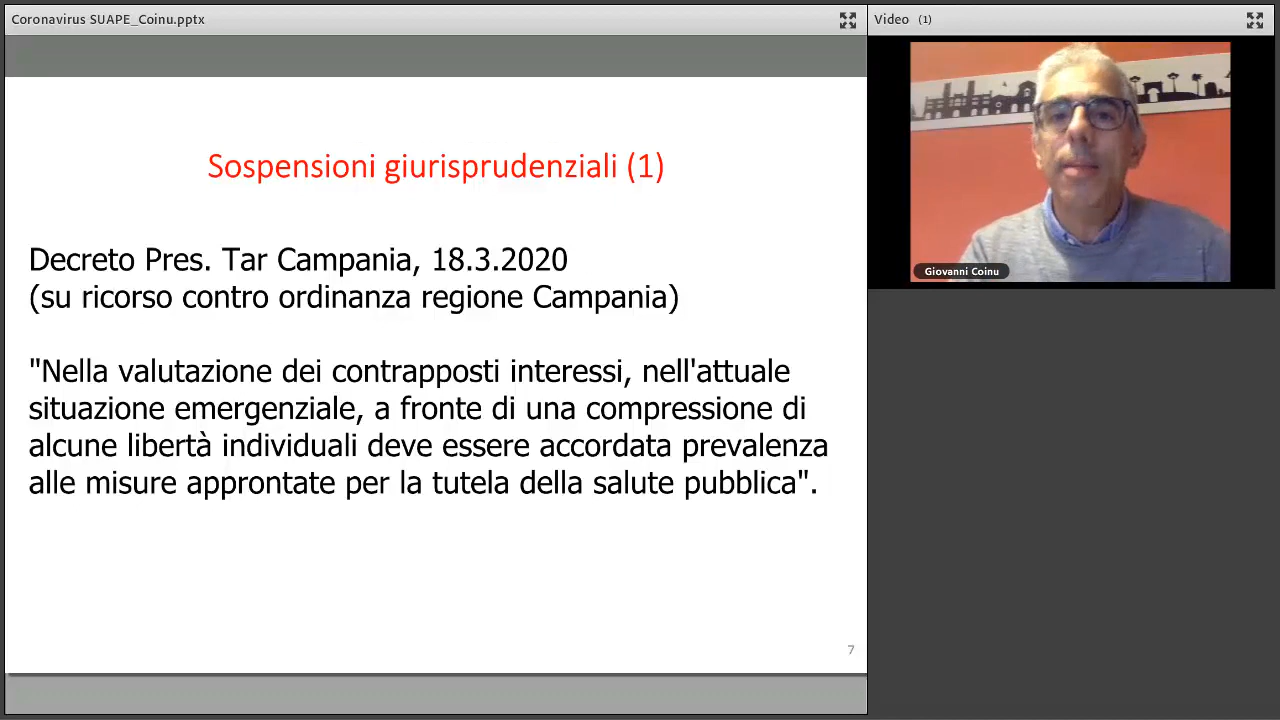 Coronavirus SUAPE_Coinu.pptx
Video (1)
Sospensioni giurisprudenziali (1)
Decreto Pres. Tar Campania, 18.3.2020
(su ricorso contro ordinanza regione Campania)
"Nella valutazione dei contrapposti interessi, nell'attuale
situazione emergenziale, a fronte di una compressione di
alcune libertà individuali deve essere accordata prevalenza
alle misure approntate per la tutela della salute pubblica".
7
Giovanni Coinu